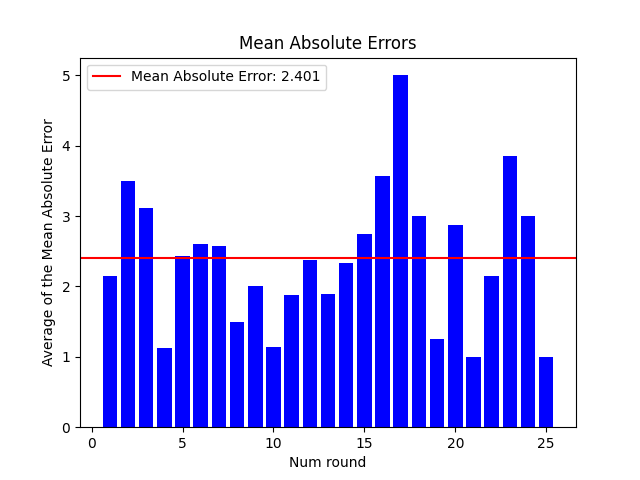 Mean Absolute Errors
Mean Absolute Error: 2.401
Average of the Mean Absolute Error
5
4
3
2
1
0
0 5 10 15 20 25
Num round